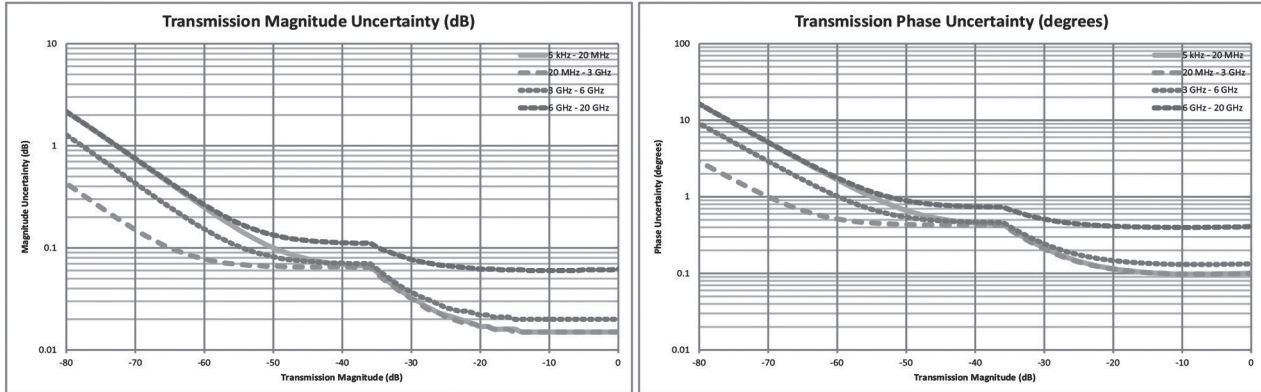 Transmission Magnitude Uncertainty (dB)
10
1
0.1
0.01
Magnitude Uncertainty (dB)
5 kHz - 20 MHz
20 MHz - 3 GHz
3 GHz - 6 GHz
6 GHz - 20 GHz
-80 -70 -60 -50 -40 -30 -20 -10 0
Transmission Magnitude (dB)
Transmission Phase Uncertainty (degrees)
100
10
1
0.1
0.01
Phase Uncertainty (degrees)
5 kHz - 20 MHz
20 MHz - 3 GHz
3 GHz - 6 GHz
6 GHz - 20 GHz
-80 -70 -60 -50 -40 -30 -20 -10 0
Transmission Magnitude (dB)